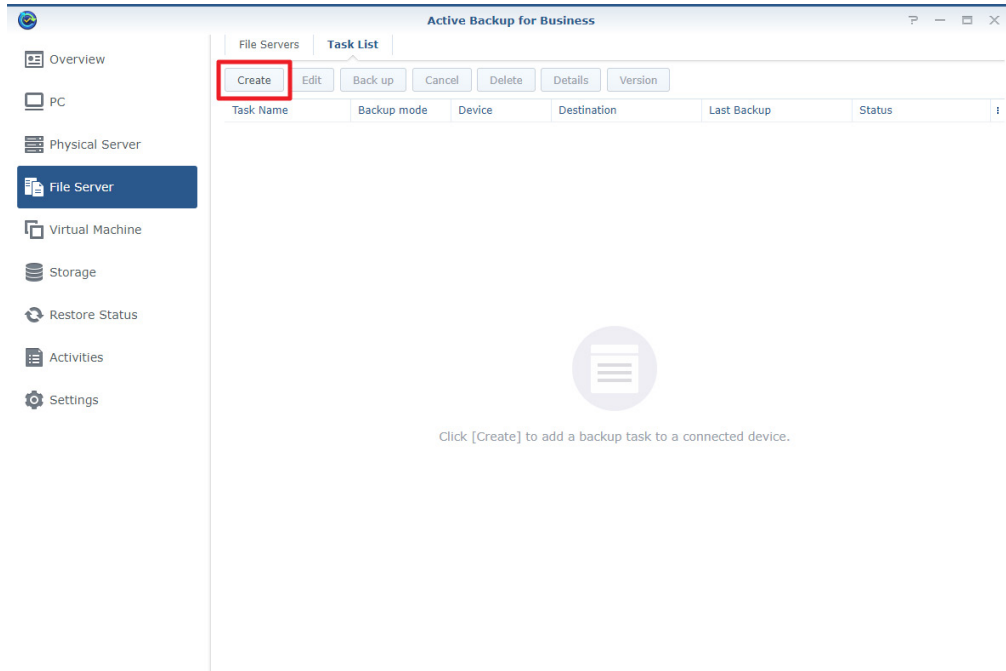 Active Backup for Business
Overview
PC
Physical Server
File Server
Virtual Machine
Storage
Restore Status
Activities
Settings
File Servers Task List
Create Edit Back up Cancel Delete Details Version
Task Name Backup mode Device Destination Last Backup Status
Click [Create] to add a backup task to a connected device.